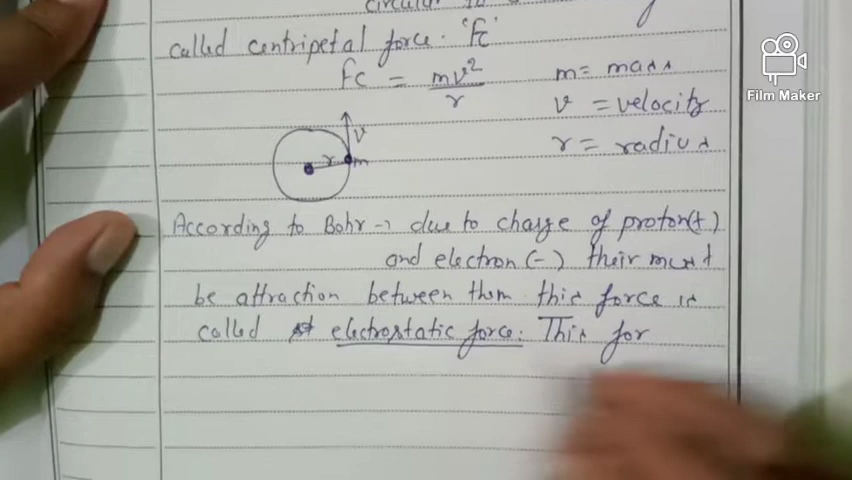 circular
called centripetal force. 'Fc'
Fc = mv²/r
m = mass
v = velocity
r = radius
v
r
m
According to Bohr → due to charge of proton(+)
and electron (-) their must
be attraction between them this force is
called electrostatic force. This for
Film Maker